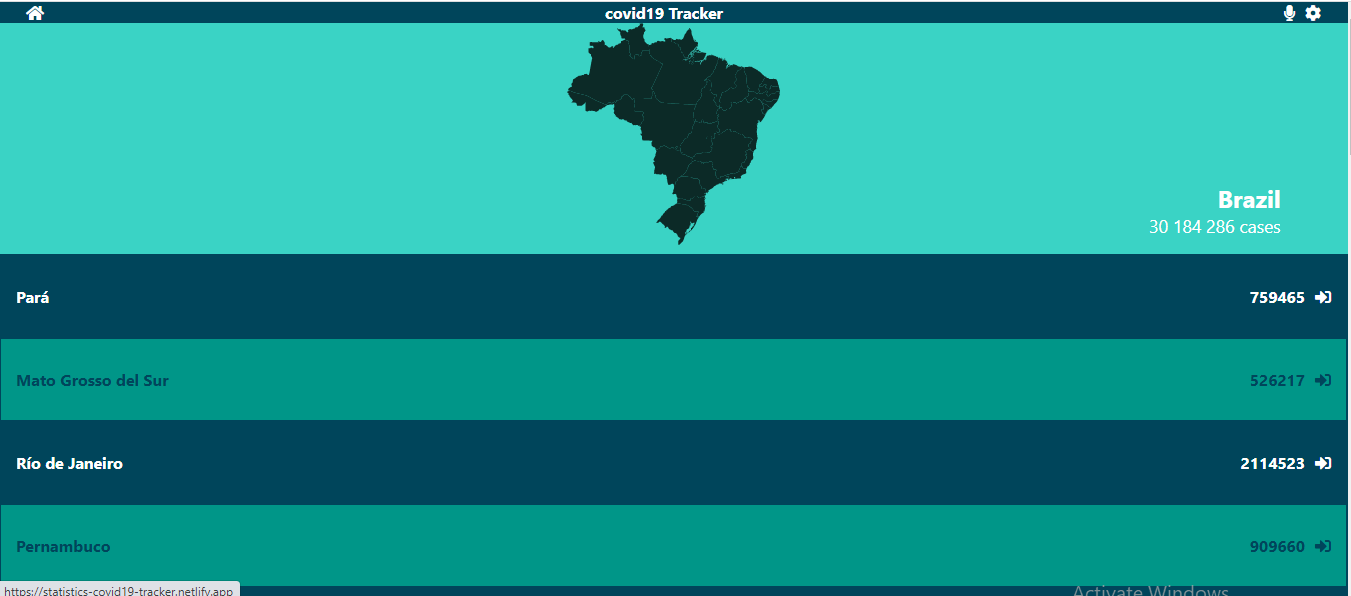 covid19 Tracker
Brazil
30 184 286 cases
Pará 759465
Mato Grosso del Sur 526217
Río de Janeiro 2114523
Pernambuco 909660
https://statistics-covid19-tracker.netlify.app
Activate Windows